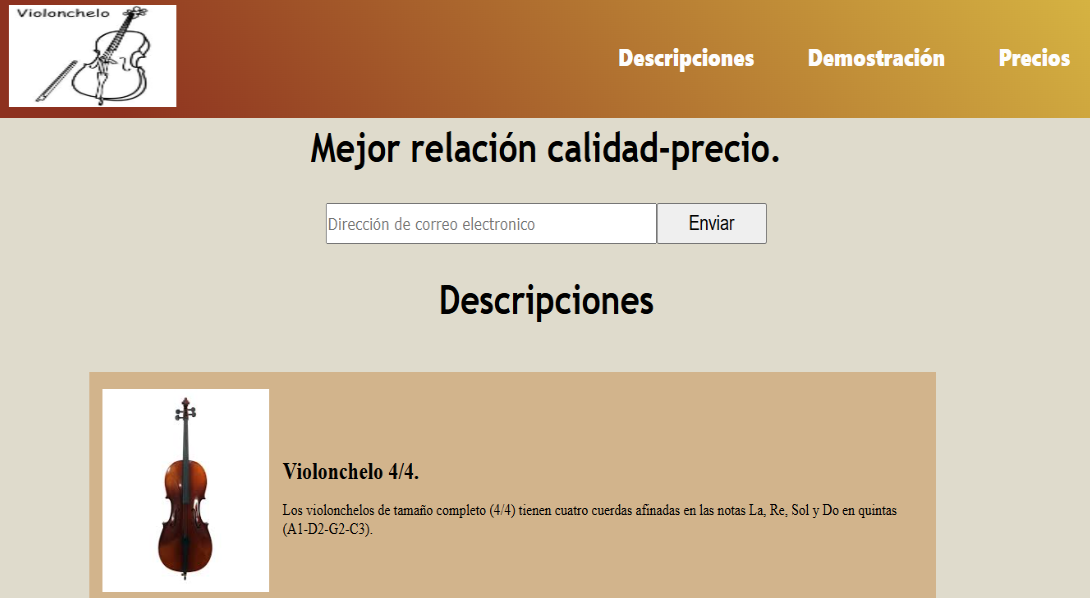 Violonchelo
Descripciones
Demostración
Precios
Mejor relación calidad-precio.
Dirección de correo electronico
Enviar
Descripciones
Violonchelo 4/4.
Los violonchelos de tamaño completo (4/4) tienen cuatro cuerdas afinadas en las notas La, Re, Sol y Do en quintas
(A1-D2-G2-C3).